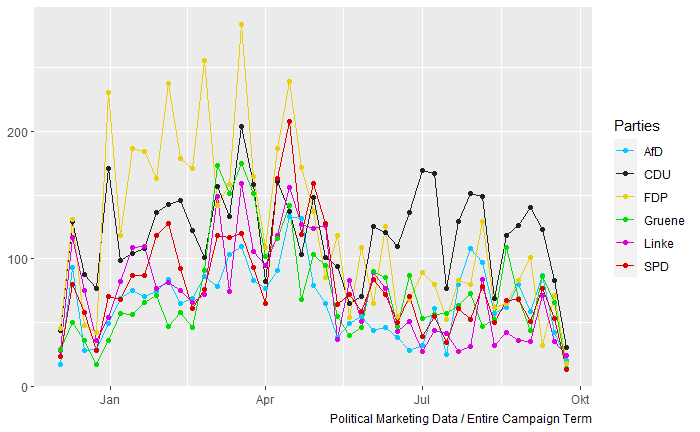 200
100
0
Jan
Apr
Jul
Okt
Political Marketing Data / Entire Campaign Term
Parties
AfD
CDU
FDP
Gruene
Linke
SPD